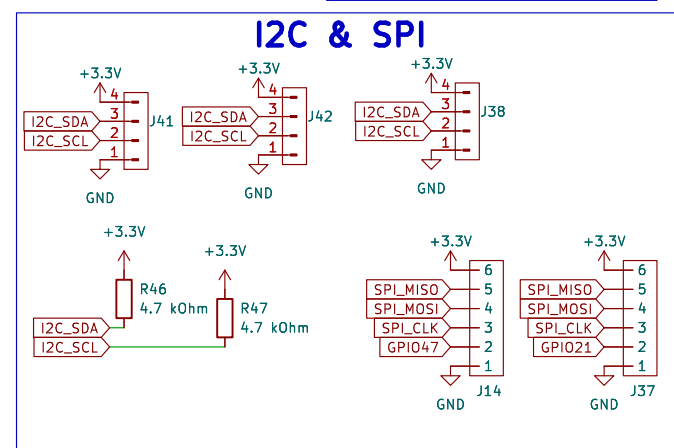 I2C & SPI
+3.3V
4
I2C_SDA
3
I2C_SCL
2
1
J41
GND
+3.3V
4
I2C_SDA
3
I2C_SCL
2
1
J42
GND
+3.3V
4
I2C_SDA
3
I2C_SCL
2
1
J38
GND
+3.3V
R46
4.7 kOhm
+3.3V
R47
4.7 kOhm
I2C_SDA
I2C_SCL
+3.3V
6
SPI_MISO
5
SPI_MOSI
4
SPI_CLK
3
GPIO47
2
1
J14
GND
+3.3V
6
SPI_MISO
5
SPI_MOSI
4
SPI_CLK
3
GPIO21
2
1
J37
GND